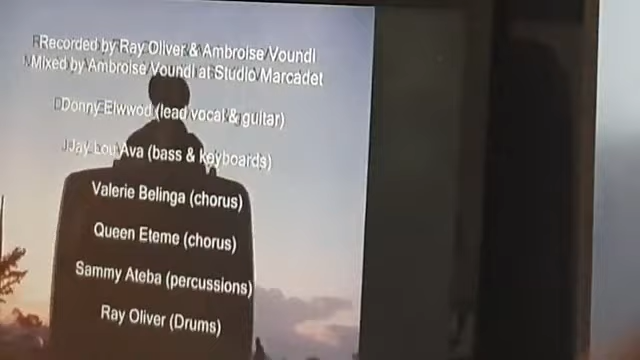 Recorded by Ray Oliver & Ambroise Voundi
Mixed by Ambroise Voundi at Studio Marcadet
Donny Elwwod (lead vocal & guitar)
Jay Lou Ava (bass & keyboards)
Valerie Belinga (chorus)
Queen Eteme (chorus)
Sammy Ateba (percussions)
Ray Oliver (Drums)